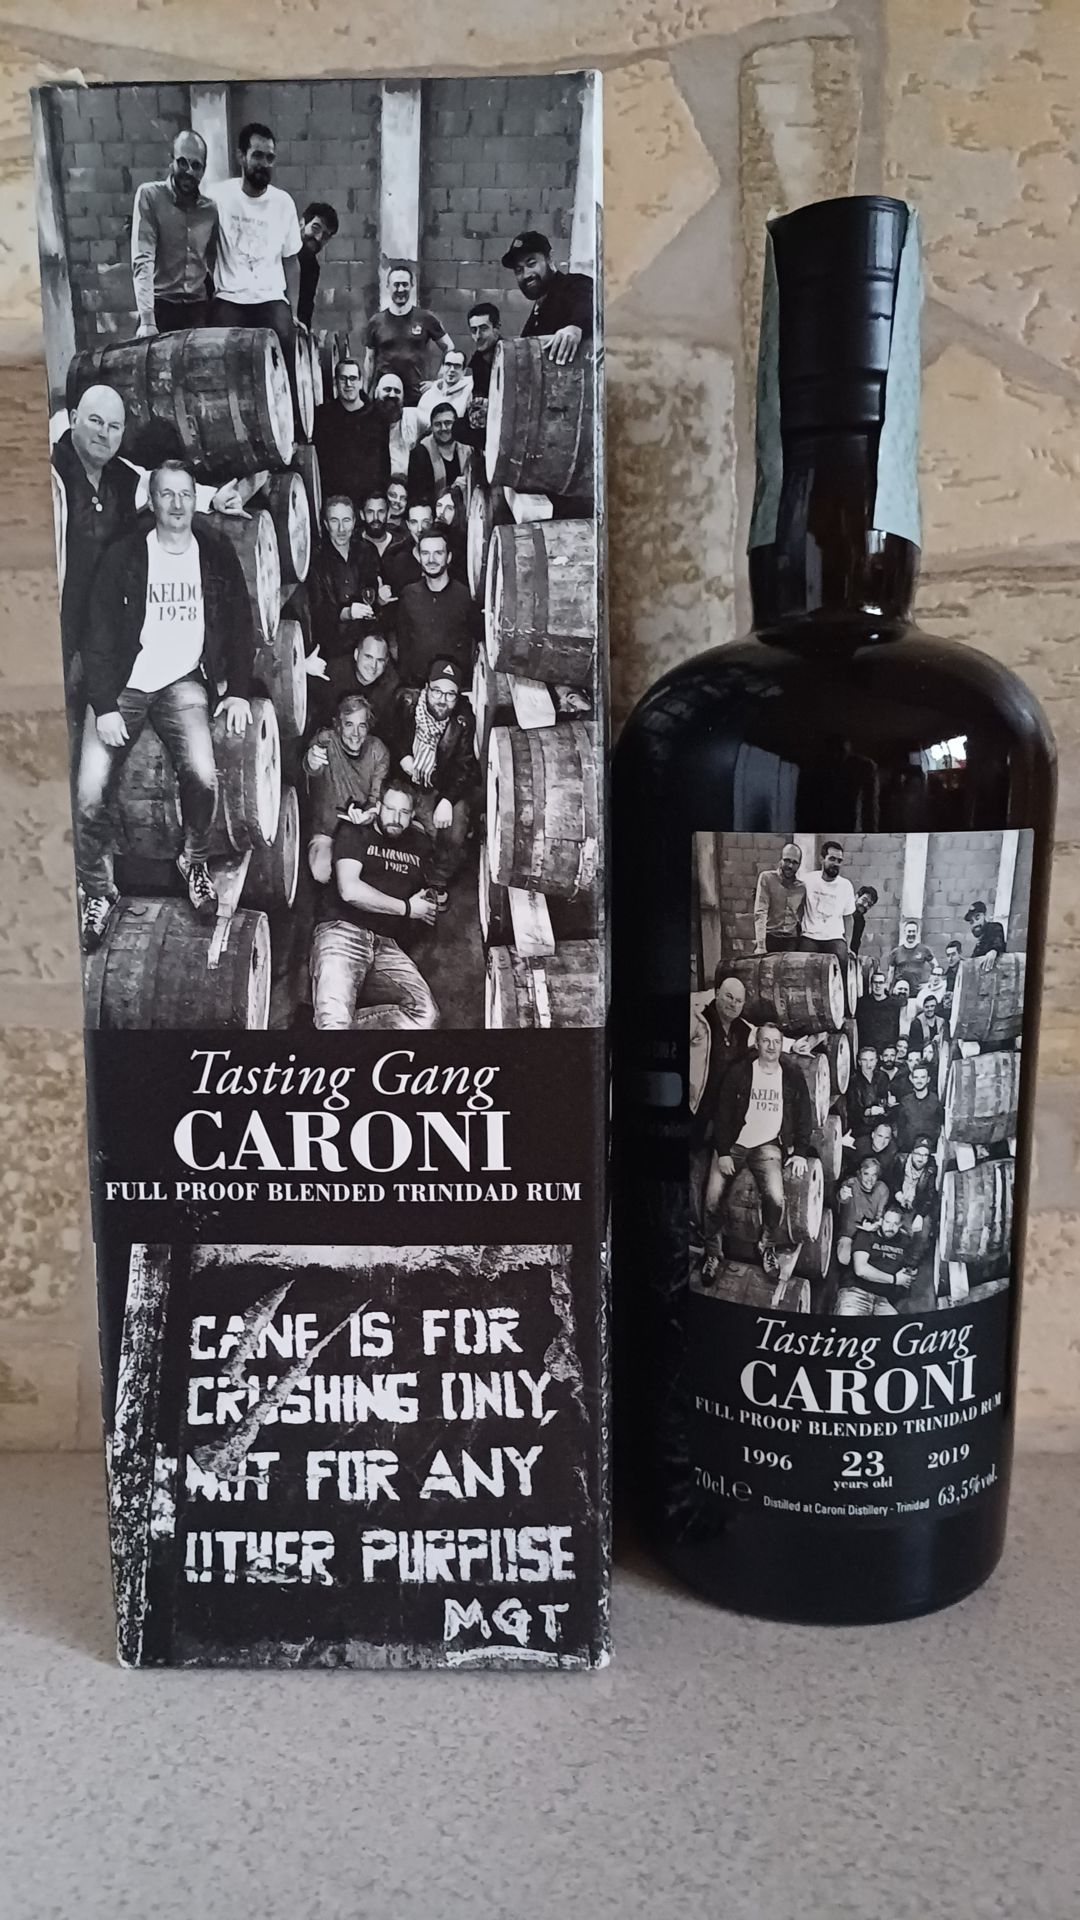 KELDO
1978
BLAIRMONT
1982
Tasting Gang
CARONI
FULL PROOF BLENDED TRINIDAD RUM
CANE IS FOR
CRUSHING ONLY,
NOT FOR ANY
OTHER PURPOSE
MGT
KELDO
1978
BLAIRMONT
1982
Tasting Gang
CARONI
FULL PROOF BLENDED TRINIDAD RUM
1996 23 2019
years old
70cl. e Distilled at Caroni Distillery - Trinidad 63,5% vol.